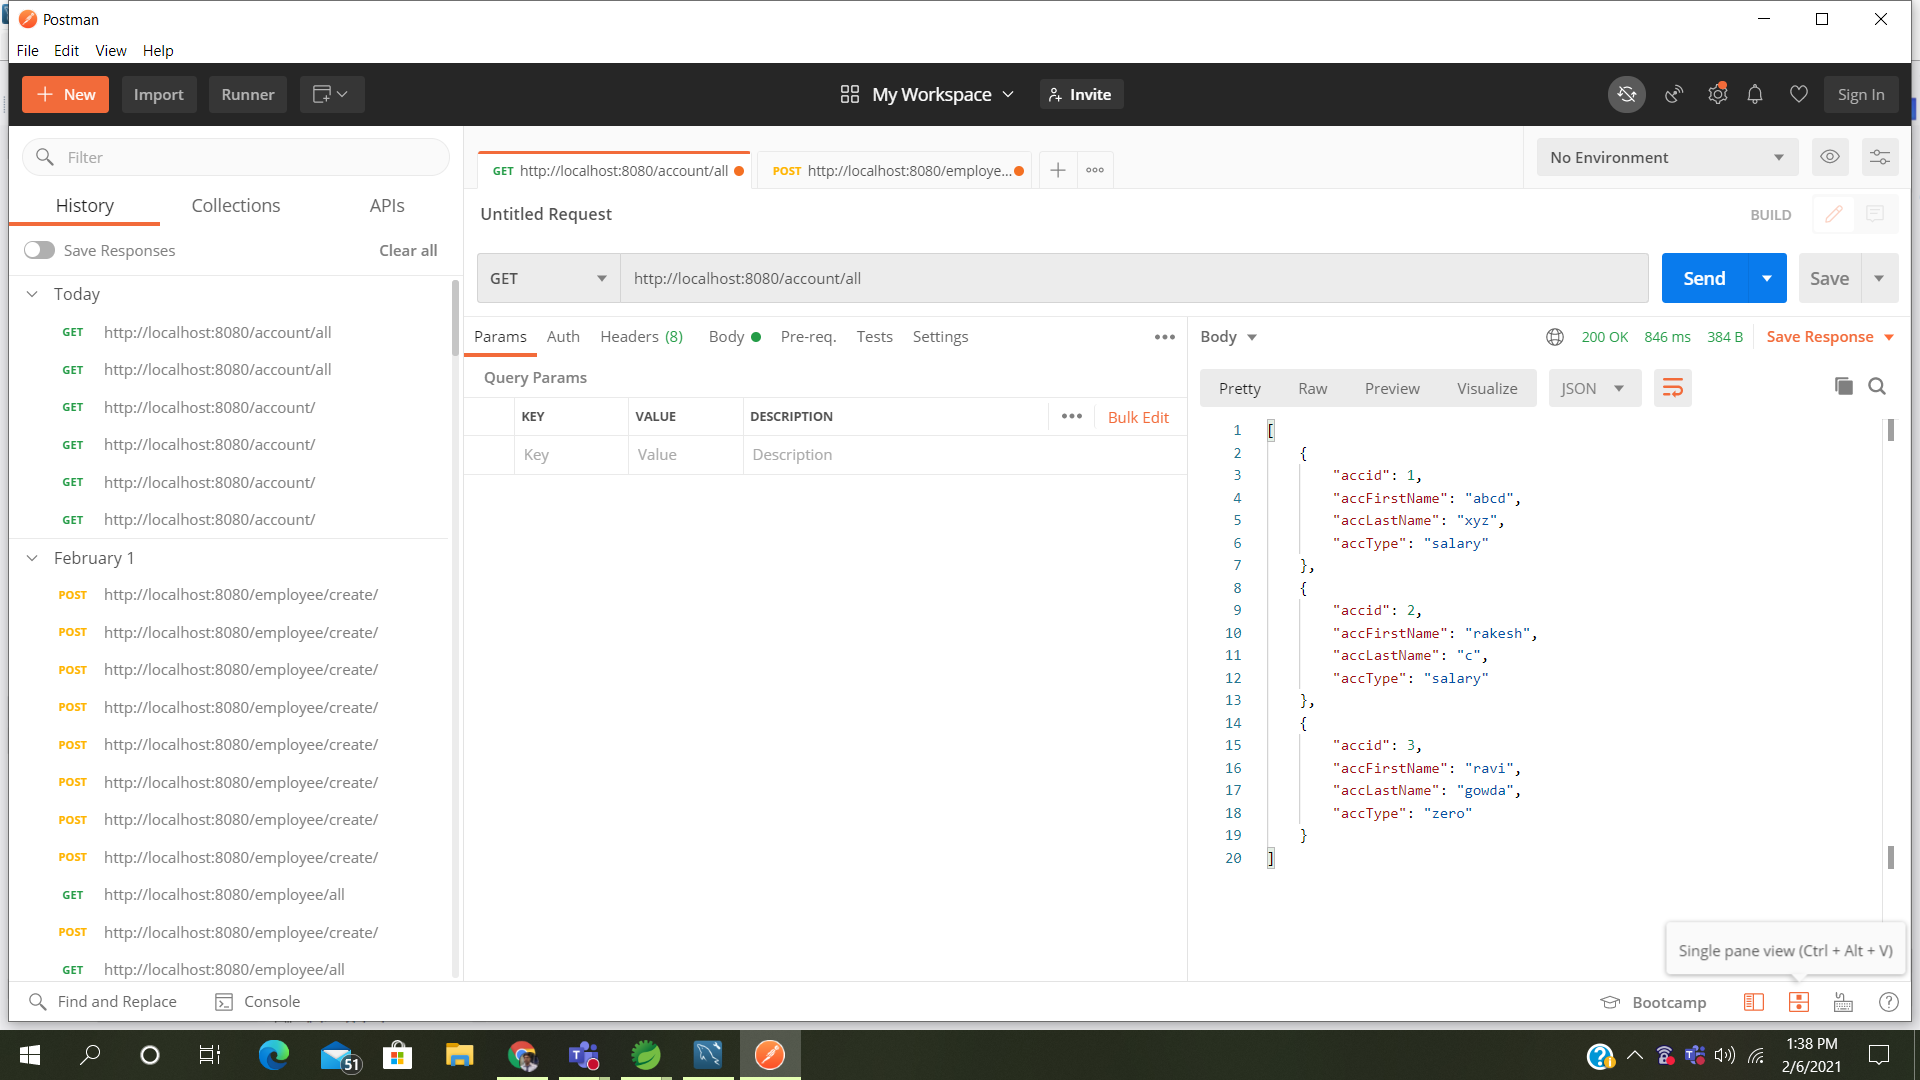 Postman
File Edit View Help
New Import Runner My Workspace Invite Sign In
Filter
History Collections APIs
Save Responses Clear all
Today
GET http://localhost:8080/account/all
GET http://localhost:8080/account/all
GET http://localhost:8080/account/
GET http://localhost:8080/account/
GET http://localhost:8080/account/
GET http://localhost:8080/account/
February 1
POST http://localhost:8080/employee/create/
POST http://localhost:8080/employee/create/
POST http://localhost:8080/employee/create/
POST http://localhost:8080/employee/create/
POST http://localhost:8080/employee/create/
POST http://localhost:8080/employee/create/
POST http://localhost:8080/employee/create/
POST http://localhost:8080/employee/create/
GET http://localhost:8080/employee/all
POST http://localhost:8080/employee/create/
GET http://localhost:8080/employee/all
GET http://localhost:8080/account/all POST http://localhost:8080/employe... No Environment
Untitled Request BUILD
GET http://localhost:8080/account/all Send Save
Params Auth Headers (8) Body Pre-req. Tests Settings
Query Params
KEY VALUE DESCRIPTION Bulk Edit
Key Value Description
Body 200 OK 846 ms 384 B Save Response
Pretty Raw Preview Visualize JSON
1 [
2 {
3 "accid": 1,
4 "accFirstName": "abcd",
5 "accLastName": "xyz",
6 "accType": "salary"
7 },
8 {
9 "accid": 2,
10 "accFirstName": "rakesh",
11 "accLastName": "c",
12 "accType": "salary"
13 },
14 {
15 "accid": 3,
16 "accFirstName": "ravi",
17 "accLastName": "gowda",
18 "accType": "zero"
19 }
20 ]
Single pane view (Ctrl + Alt + V)
Find and Replace Console Bootcamp
51
1:38 PM
2/6/2021